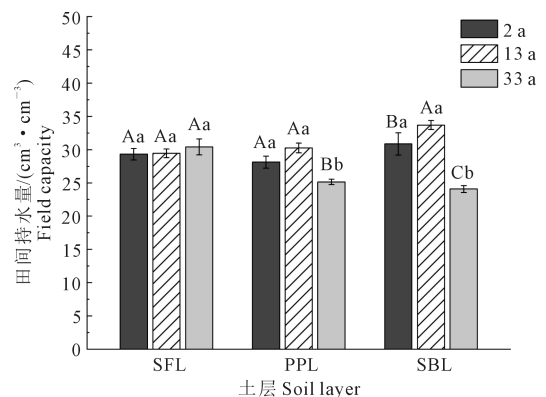 50
45
40
35
30
25
20
15
10
5
0
田间持水量/(cm³·cm⁻³)
Field capacity
2 a
13 a
33 a
Aa Aa Aa
Aa Aa Bb
Ba Aa Cb
SFL PPL SBL
土层 Soil layer